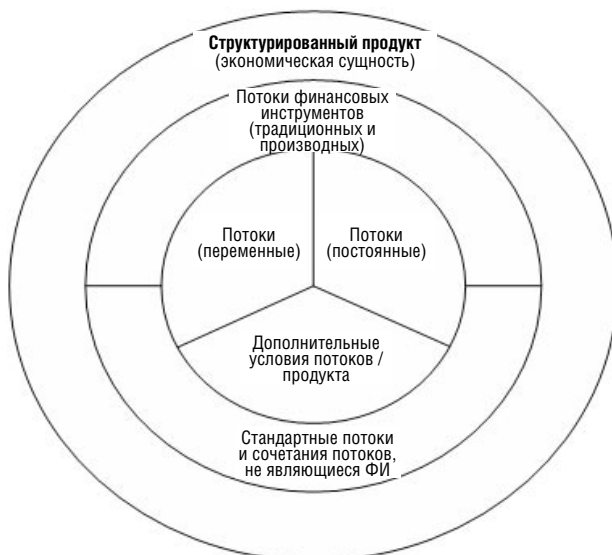 Структурированный продукт
(экономическая сущность)
Потоки финансовых
инструментов
(традиционных и
производных)
Потоки
(переменные)
Потоки
(постоянные)
Дополнительные
условия потоков /
продукта
Стандартные потоки
и сочетания потоков,
не являющиеся ФИ